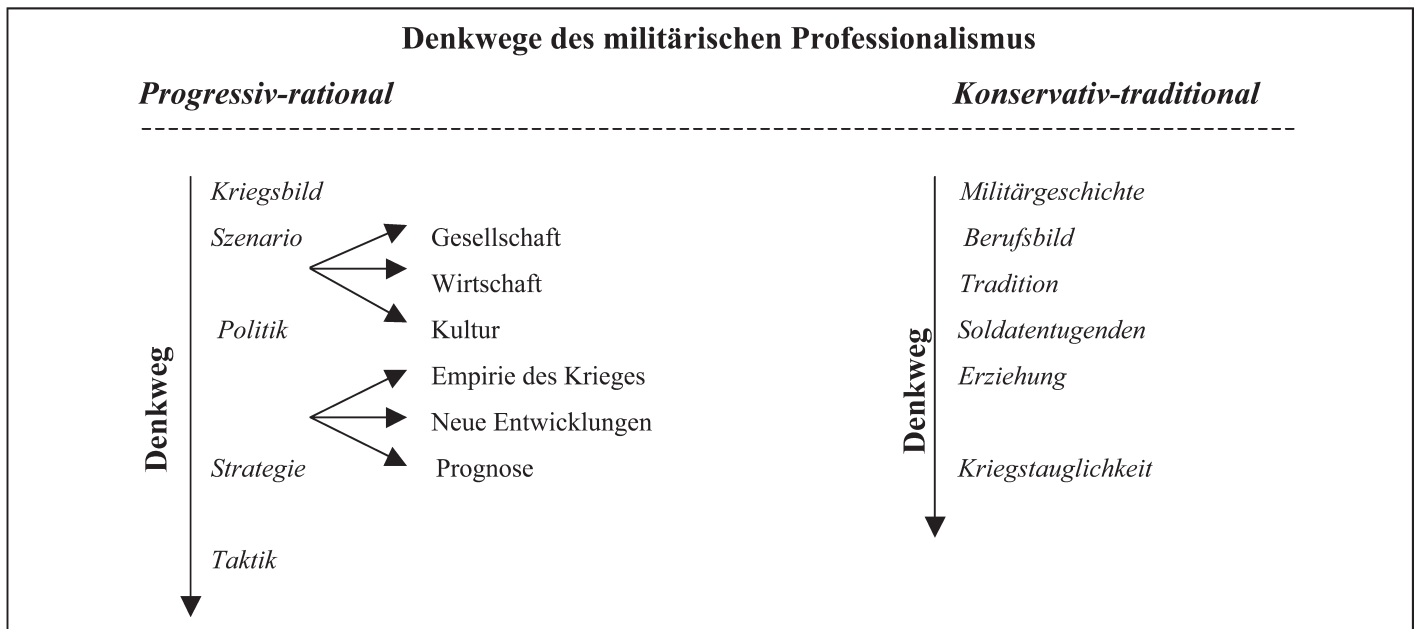 Denkwege des militärischen Professionalismus
Progressiv-rational
Konservativ-traditional
Denkweg
Kriegsbild
Szenario
Gesellschaft
Wirtschaft
Politik
Kultur
Empirie des Krieges
Neue Entwicklungen
Strategie
Prognose
Taktik
Denkweg
Militärgeschichte
Berufsbild
Tradition
Soldatentugenden
Erziehung
Kriegstauglichkeit